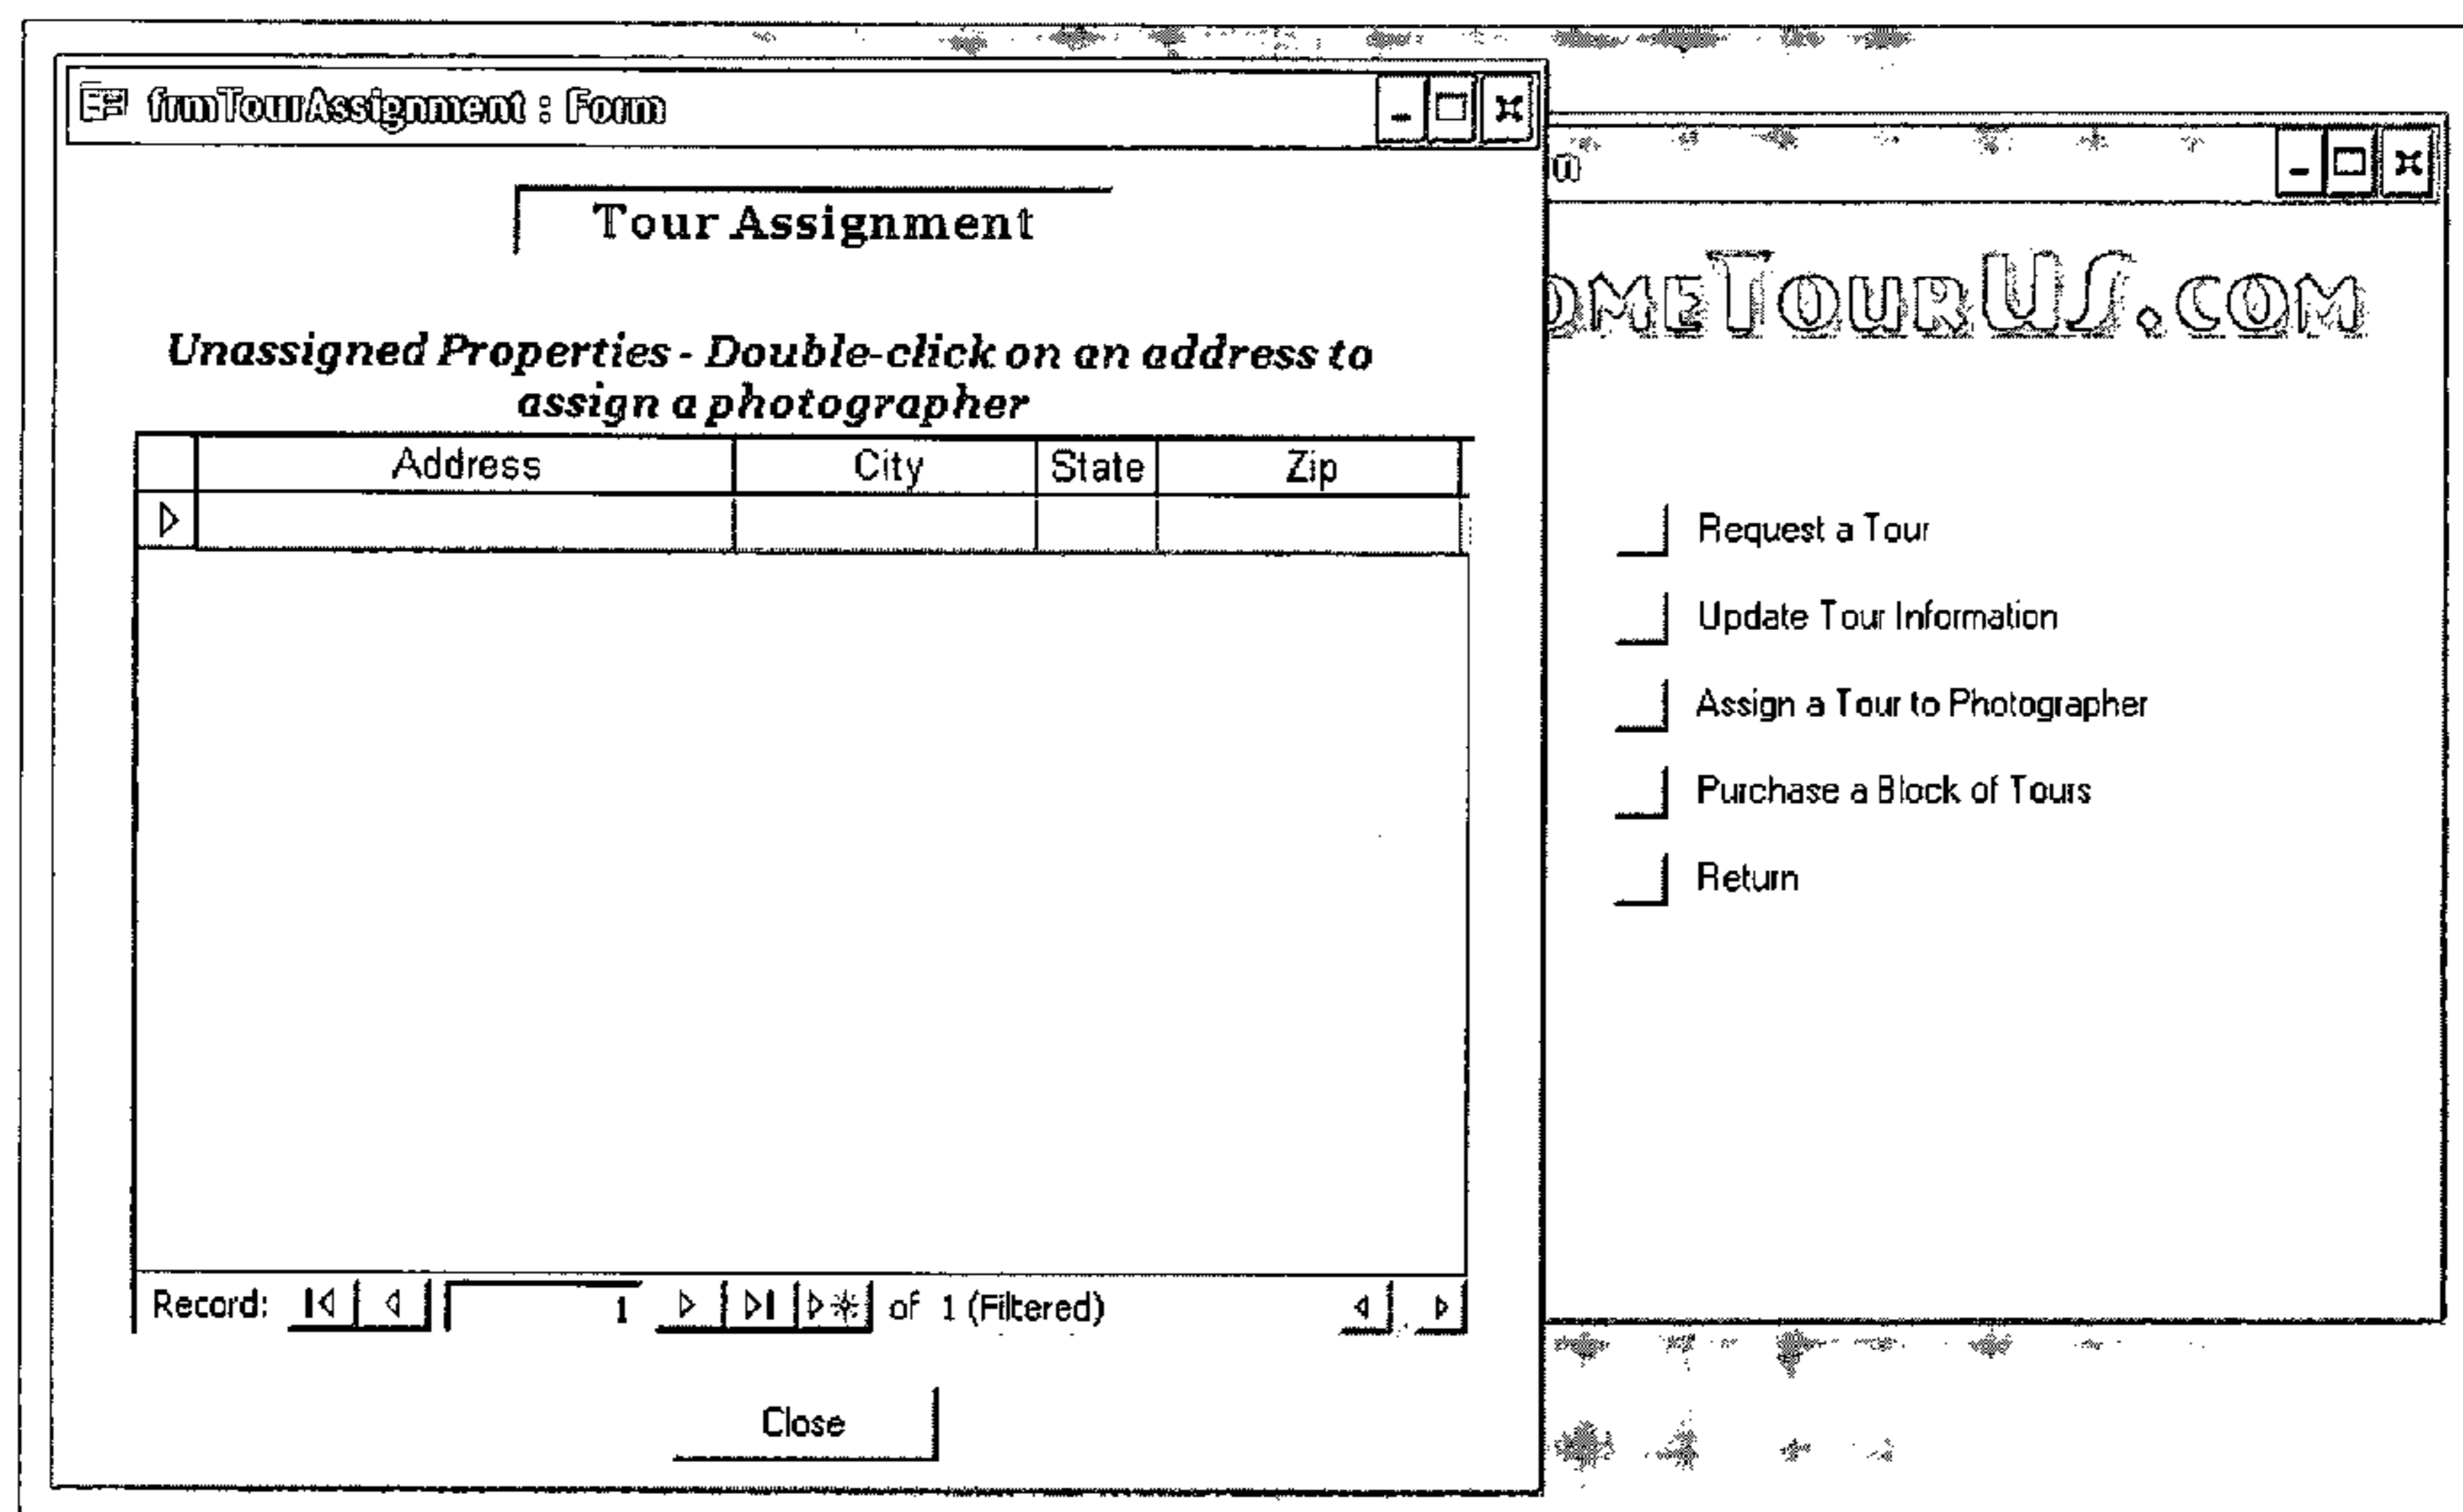 frmTourAssignment : Form
Tour Assignment
Unassigned Properties - Double-click on an address to
assign a photographer
Address City State Zip
Record: 1 of 1 (Filtered)
Close
OMETOURUS.COM
Request a Tour
Update Tour Information
Assign a Tour to Photographer
Purchase a Block of Tours
Return